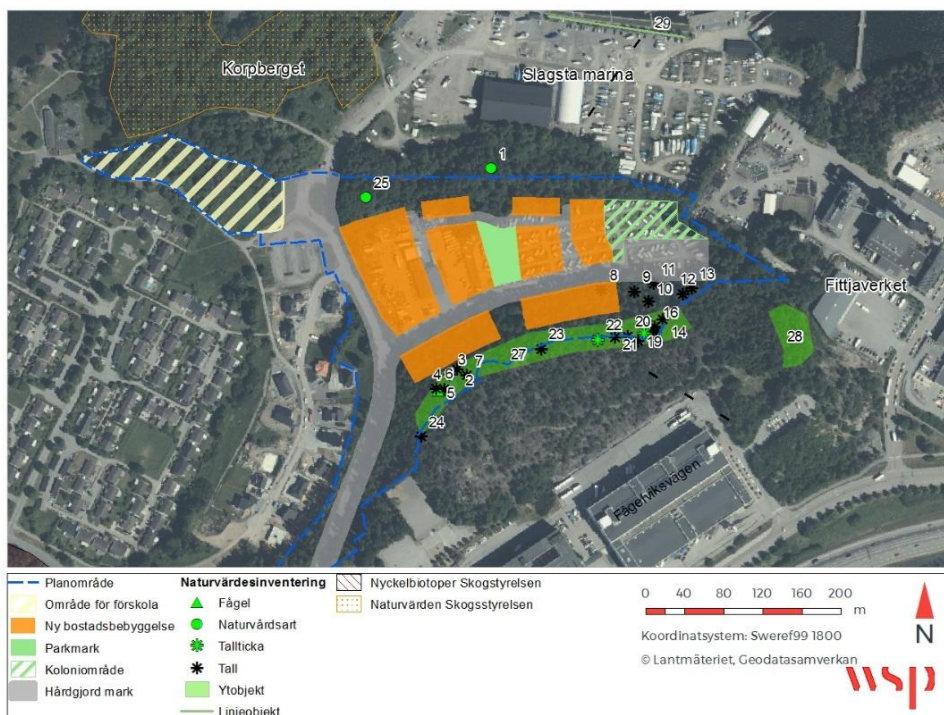 29
Korpberget
Slagsta marina
1
25
11
8
9
13
12
10
16
Fittjaverket
20
14
28
22
23
19
21
3
7
27
4
6
2
5
24
Fågelviksvägen
Planområde
Område för förskola
Ny bostadsbebyggelse
Parkmark
Koloniområde
Hårdgjord mark
Naturvärdesinventering
Fågel
Naturvårdsart
Tallticka
Tall
Ytobjekt
Linjeobjekt
Nyckelbiotoper Skogstyrelsen
Naturvärden Skogsstyrelsen
0 40 80 120 160 200
m
Koordinatsystem: Sweref99 1800
© Lantmäteriet, Geodatasamverkan
N
wsp